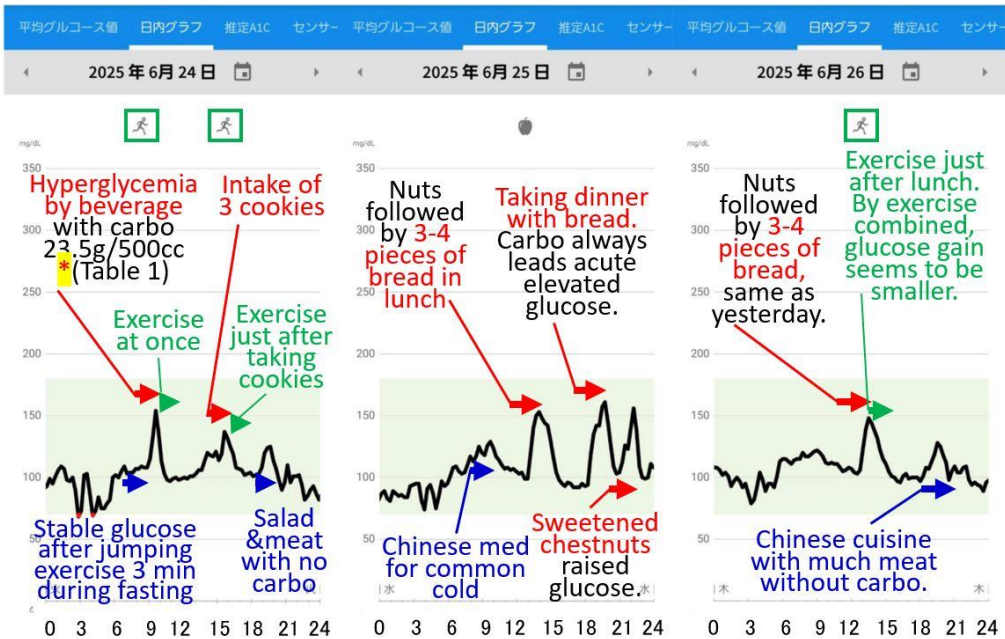 平均グルコース値 日内グラフ 推定A1C センサー
2025 年 6月 24 日
mg/dL
350
300
250
200
150
100
50
Hyperglycemia
by beverage
with carbo
23.5g/500cc
*(Table 1)
Intake of
3 cookies
Exercise
at once
Exercise
just after
taking
cookies
Stable glucose
after jumping
exercise 3 min
during fasting
Salad
&meat
with no
carbo
0 3 6 9 12 15 18 21 24
平均グルコース値 日内グラフ 推定A1C センサー
2025 年 6月 25 日
mg/dL
350
300
250
200
150
100
50
Nuts
followed
by 3-4
pieces of
bread in
lunch
Taking dinner
with bread.
Carbo always
leads acute
elevated
glucose.
Chinese med
for common
cold
Sweetened
chestnuts
raised
glucose.
水 水
0 3 6 9 12 15 18 21 24
平均グルコース値 日内グラフ 推定A1C センサー
2025 年 6月 26 日
mg/dL
350
300
250
200
150
100
50
Nuts
followed
by 3-4
pieces of
bread,
same as
yesterday.
Exercise just
after lunch.
By exercise
combined,
glucose gain
seems to be
smaller.
Chinese cuisine
with much meat
without carbo.
木 木
0 3 6 9 12 15 18 21 24